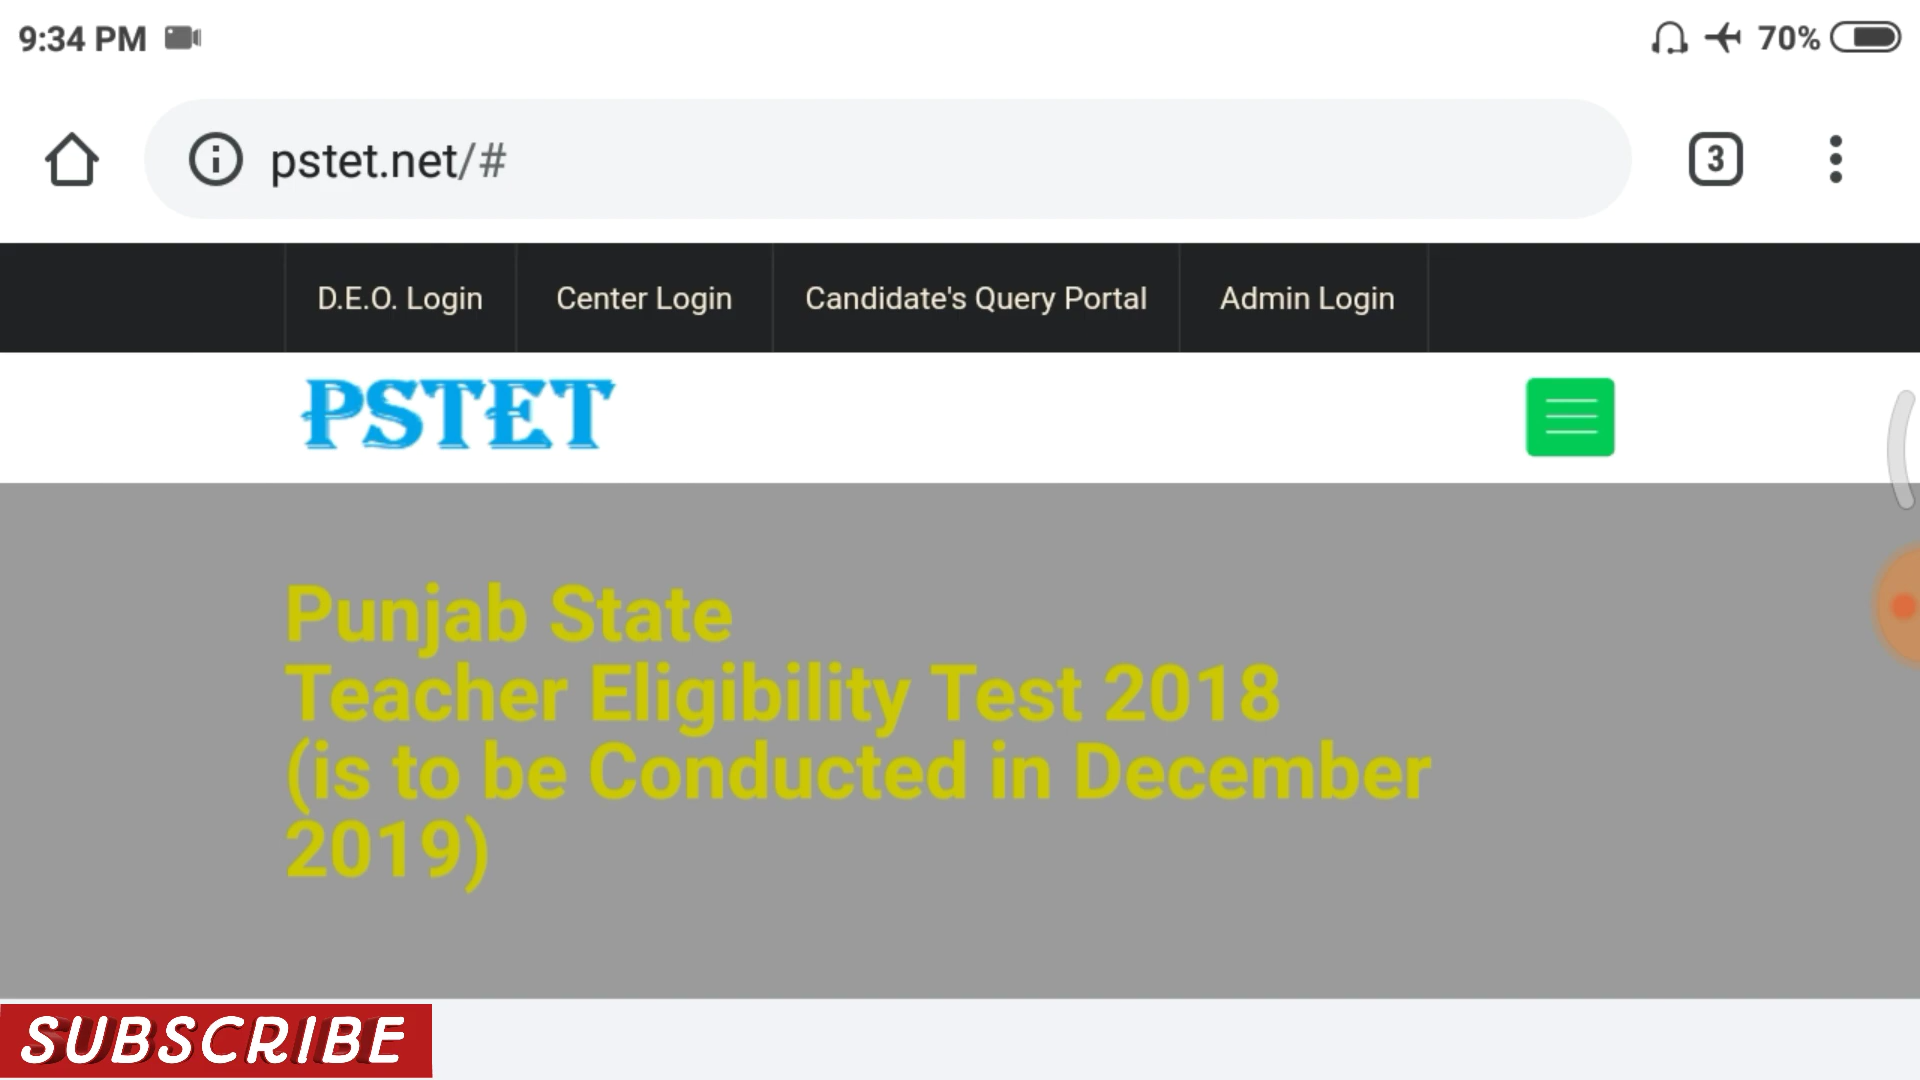 9:34 PM 70%
pstet.net/# 3
D.E.O. Login Center Login Candidate's Query Portal Admin Login
PSTET
Punjab State
Teacher Eligibility Test 2018
(is to be Conducted in December
2019)
SUBSCRIBE